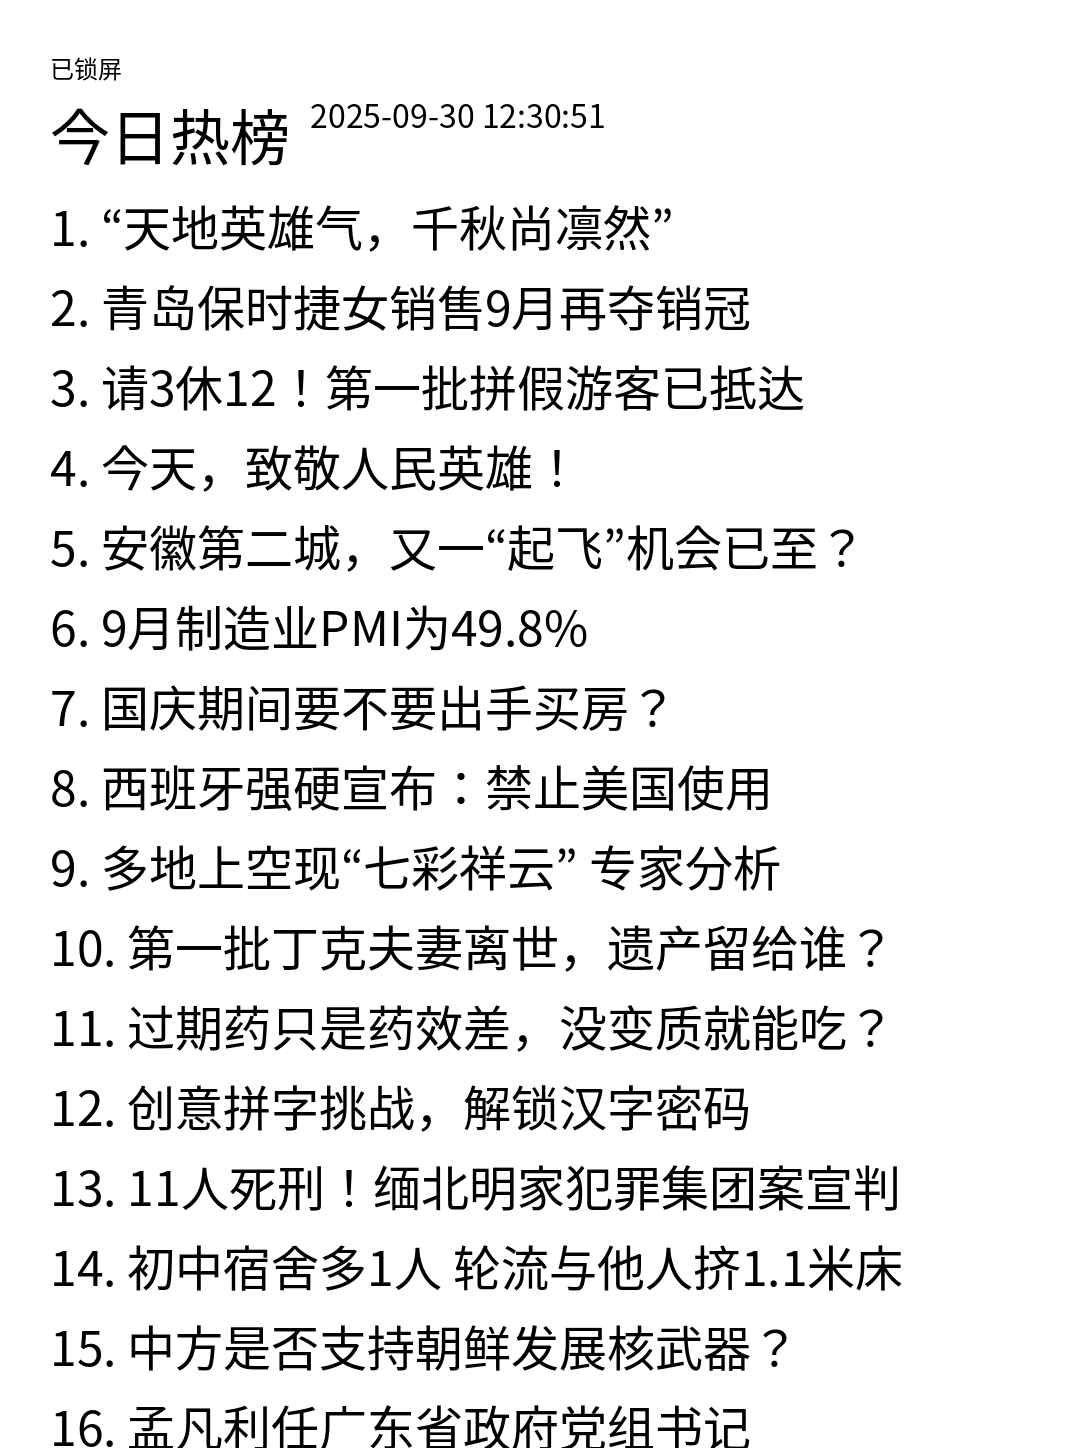 已锁屏
今日热榜 2025-09-30 12:30:51
1. “天地英雄气，千秋尚凛然”
2. 青岛保时捷女销售9月再夺销冠
3. 请3休12！第一批拼假游客已抵达
4. 今天，致敬人民英雄！
5. 安徽第二城，又一“起飞”机会已至？
6. 9月制造业PMI为49.8%
7. 国庆期间要不要出手买房？
8. 西班牙强硬宣布：禁止美国使用
9. 多地上空现“七彩祥云” 专家分析
10. 第一批丁克夫妻离世，遗产留给谁？
11. 过期药只是药效差，没变质就能吃？
12. 创意拼字挑战，解锁汉字密码
13. 11人死刑！缅北明家犯罪集团案宣判
14. 初中宿舍多1人 轮流与他人挤1.1米床
15. 中方是否支持朝鲜发展核武器？
16. 孟凡利任广东省政府党组书记